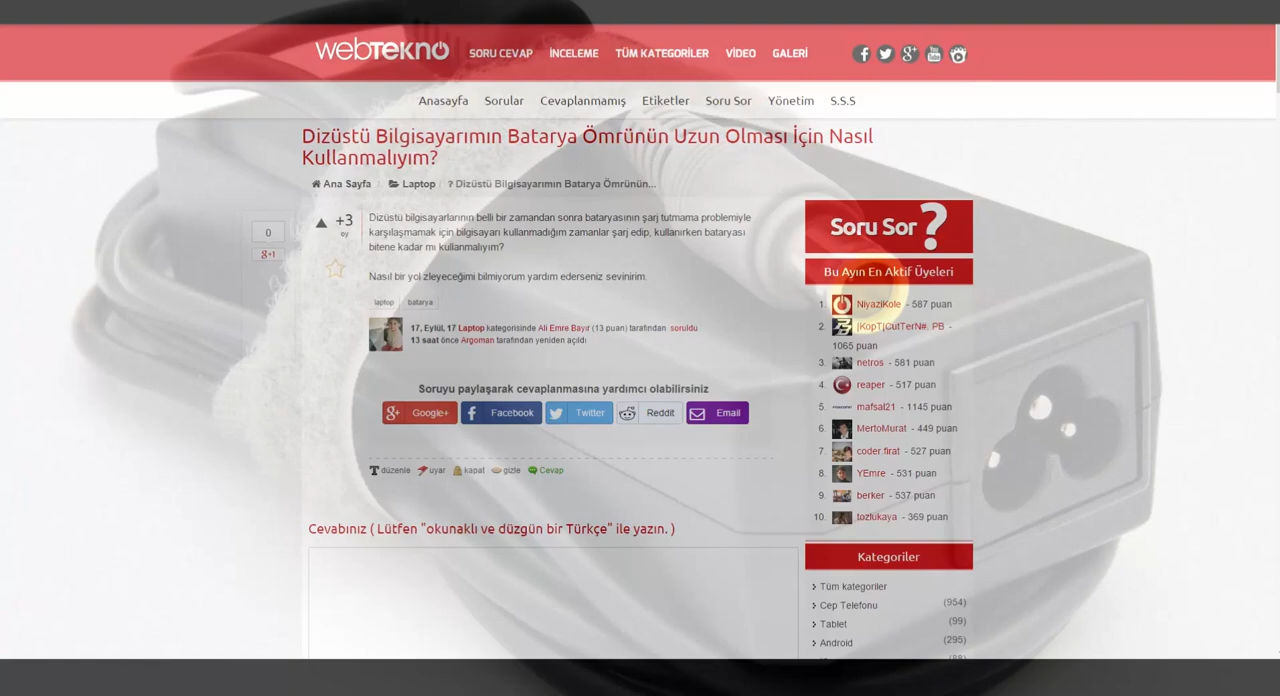 webTEKNO
SORU CEVAP İNCELEME TÜM KATEGORİLER VİDEO GALERİ
Anasayfa Sorular Cevaplanmamış Etiketler Soru Sor Yönetim S.S.S
Dizüstü Bilgisayarımın Batarya Ömrünün Uzun Olması İçin Nasıl
Kullanmalıyım?
Ana Sayfa / Laptop / ? Dizüstü Bilgisayarımın Batarya Ömrünün...
0
g+1
+3
oy
Dizüstü bilgisayarlarının belli bir zamandan sonra bataryasının şarj tutmama problemiyle
karşılaşmamak için bilgisayarı kullanmadığım zamanlar şarj edip, kullanırken bataryası
bitene kadar mı kullanmalıyım?
Nasıl bir yol zleyeceğimi bilmiyorum yardım ederseniz sevinirim.
laptop batarya
17, Eylül, 17 Laptop kategorisinde Ali Emre Bayır (13 puan) tarafından soruldu
13 saat önce Argoman tarafından yeniden açıldı
Soruyu paylaşarak cevaplanmasına yardımcı olabilirsiniz
Google+ Facebook Twitter Reddit Email
düzenle uyar kapat gizle Cevap
Cevabınız ( Lütfen "okunaklı ve düzgün bir Türkçe" ile yazın. )
Soru Sor ?
Bu Ayın En Aktif Üyeleri
1. NiyaziKole - 587 puan
2. |KopT|CutTerN#. PB -
1065 puan
3. netros - 581 puan
4. reaper - 517 puan
5. mafsal21 - 1145 puan
6. MertoMurat - 449 puan
7. coder.firat - 527 puan
8. YEmre - 531 puan
9. berker - 537 puan
10. tozlukaya - 369 puan
Kategoriler
Tüm kategoriler
Cep Telefonu (954)
Tablet (99)
Android (295)